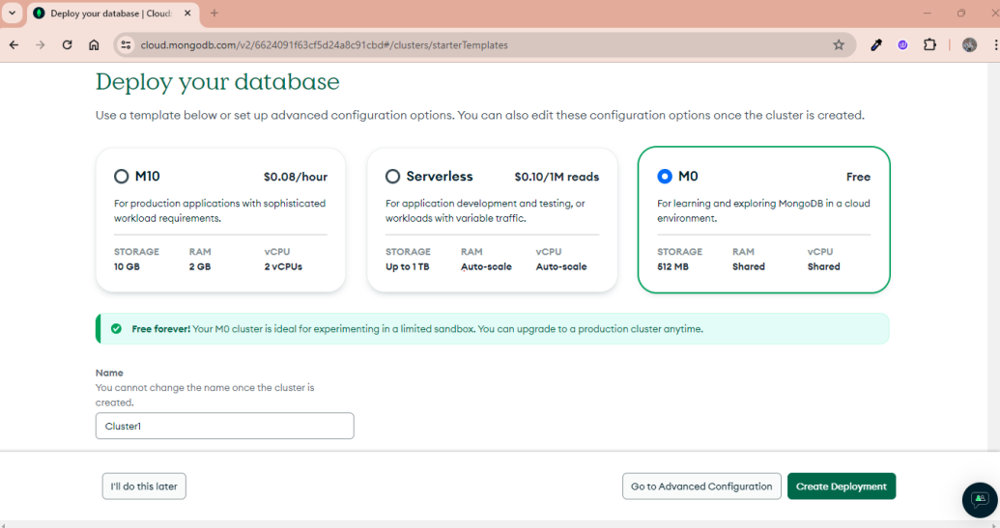 Deploy your database | Cloud:
cloud.mongodb.com/v2/6624091f63cf5d24a8c91cbd#/clusters/starterTemplates
Deploy your database
Use a template below or set up advanced configuration options. You can also edit these configuration options once the cluster is created.
M10 $0.08/hour
For production applications with sophisticated
workload requirements.
STORAGE RAM vCPU
10 GB 2 GB 2 vCPUs
Serverless $0.10/1M reads
For application development and testing, or
workloads with variable traffic.
STORAGE RAM vCPU
Up to 1 TB Auto-scale Auto-scale
M0 Free
For learning and exploring MongoDB in a cloud
environment.
STORAGE RAM vCPU
512 MB Shared Shared
Free forever! Your M0 cluster is ideal for experimenting in a limited sandbox. You can upgrade to a production cluster anytime.
Name
You cannot change the name once the cluster is
created.
Cluster1
I'll do this later
Go to Advanced Configuration
Create Deployment